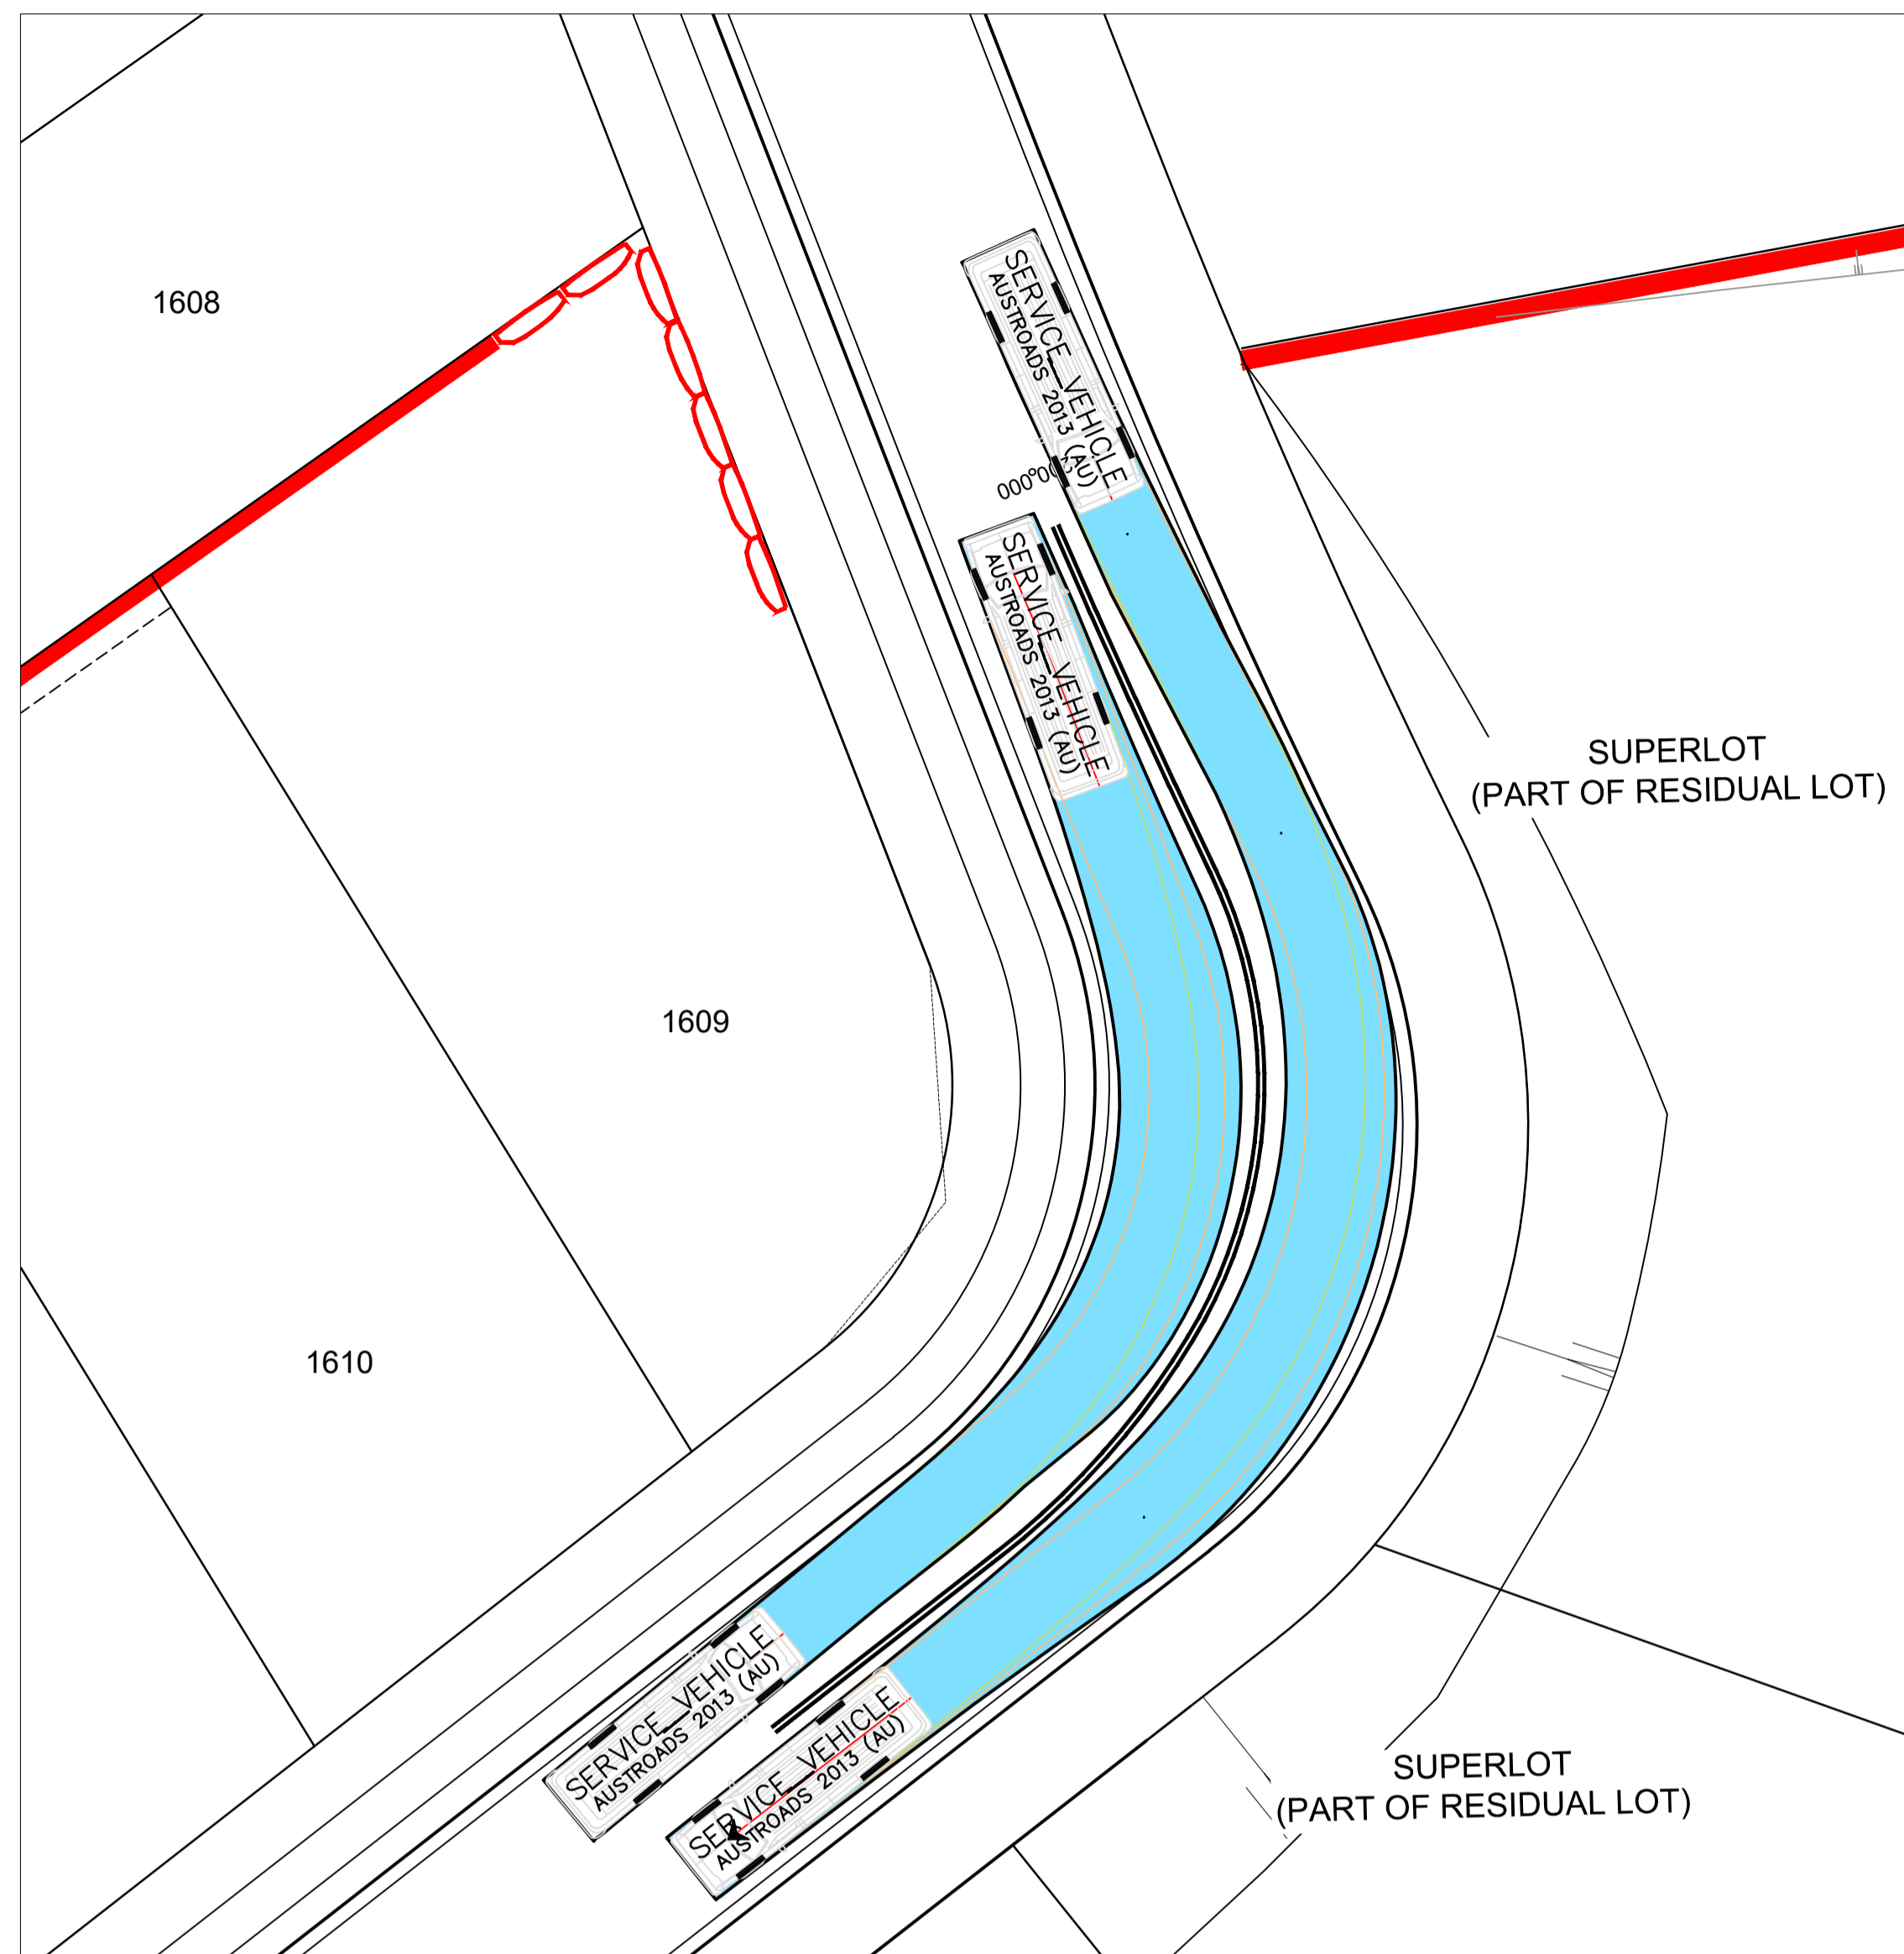 1608
SERVICE VEHICLE
AUSTROADS 2013 (AU)
SERVICE VEHICLE
AUSTROADS 2013 (AU)
SUPERLOT
(PART OF RESIDUAL LOT)
1609
1610
SERVICE VEHICLE
AUSTROADS 2013 (AU)
SERVICE VEHICLE
AUSTROADS 2013 (AU)
SUPERLOT
(PART OF RESIDUAL LOT)